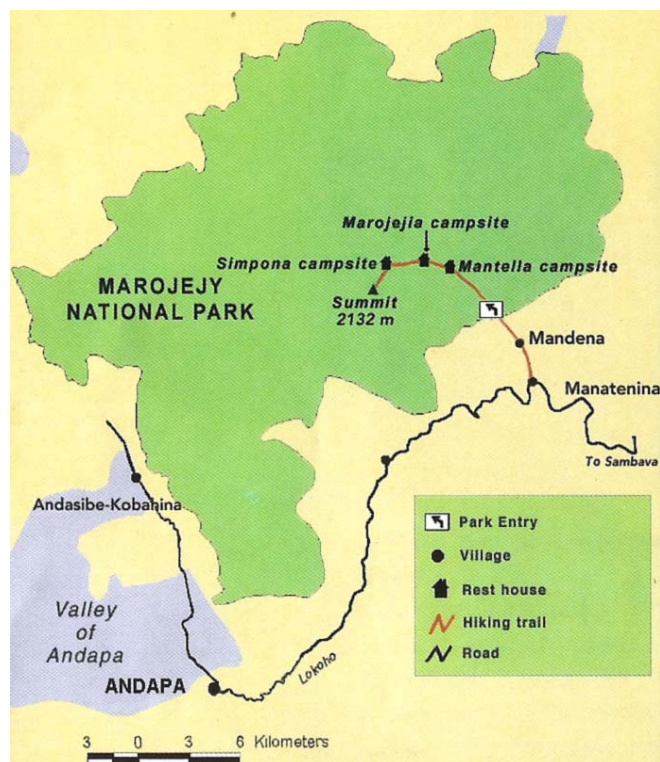 Marojejia campsite
Simpona campsite
Mantella campsite
MAROJEJY
NATIONAL PARK
Summit
2132 m
Mandena
Manatenina
To Sambava
Andasibe-Kobahina
Valley
of
Andapa
ANDAPA
Lokoho
Park Entry
Village
Rest house
Hiking trail
Road
3 0 3 6 Kilometers